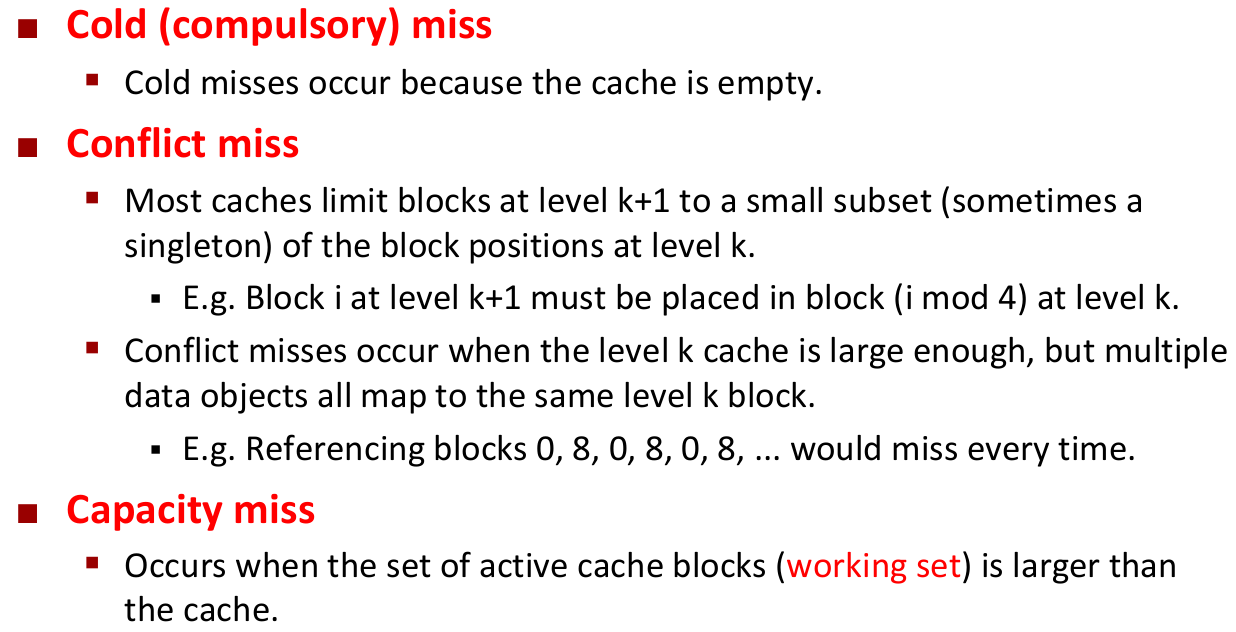 Cold (compulsory) miss
Cold misses occur because the cache is empty.
Conflict miss
Most caches limit blocks at level k+1 to a small subset (sometimes a
singleton) of the block positions at level k.
E.g. Block i at level k+1 must be placed in block (i mod 4) at level k.
Conflict misses occur when the level k cache is large enough, but multiple
data objects all map to the same level k block.
E.g. Referencing blocks 0, 8, 0, 8, 0, 8, ... would miss every time.
Capacity miss
Occurs when the set of active cache blocks (working set) is larger than
the cache.